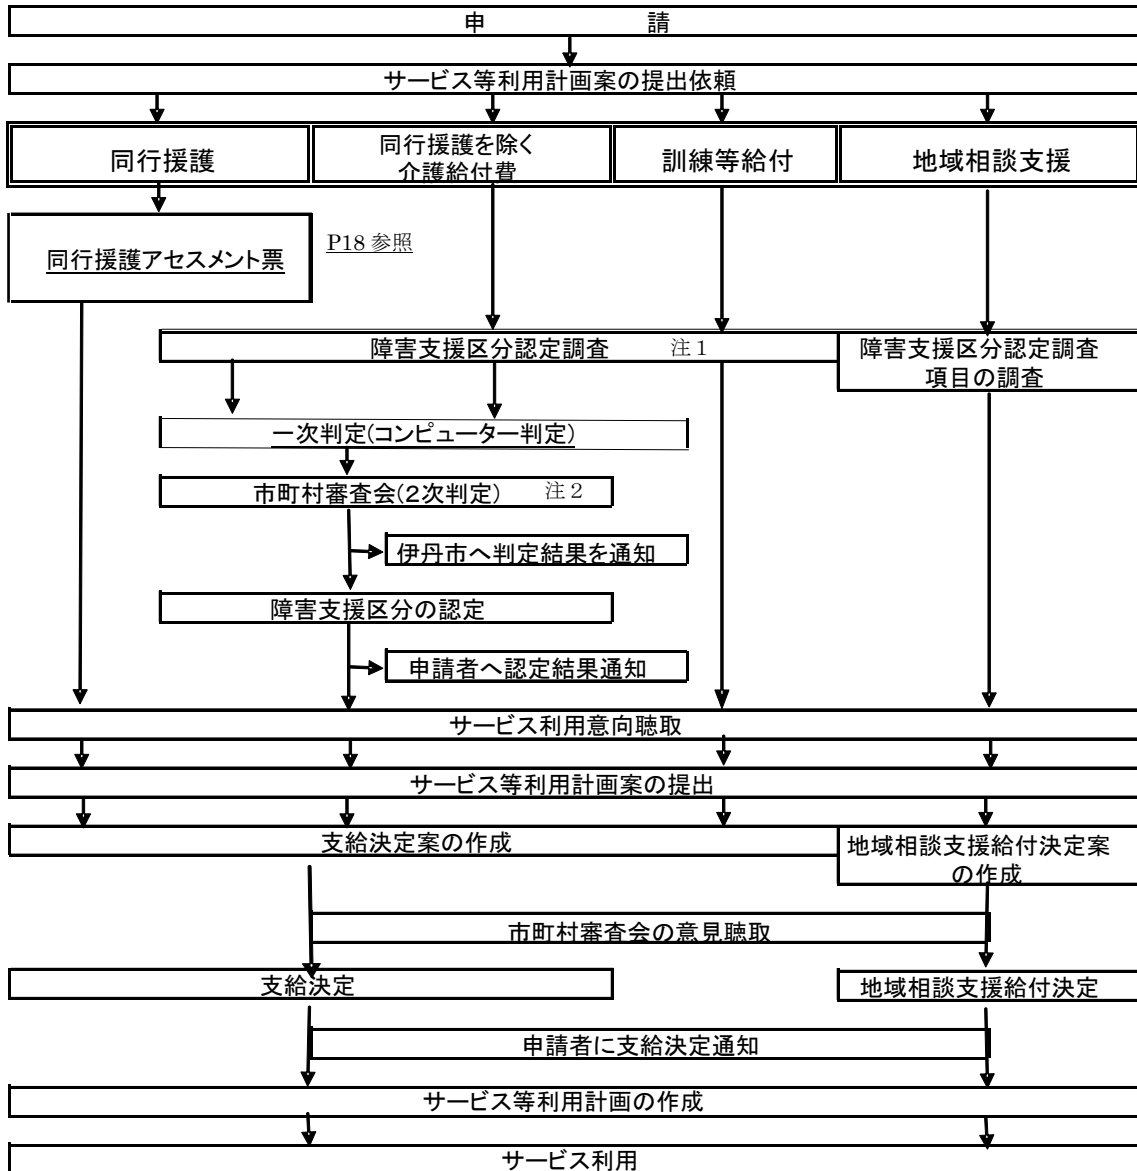 申　請
サービス等利用計画案の提出依頼
同行援護
同行援護を除く
介護給付費
訓練等給付
地域相談支援
同行援護アセスメント票
P18 参照
障害支援区分認定調査　注１
障害支援区分認定調査
項目の調査
一次判定(コンピューター判定)
市町村審査会(２次判定)　注２
伊丹市へ判定結果を通知
障害支援区分の認定
申請者へ認定結果通知
サービス利用意向聴取
サービス等利用計画案の提出
支給決定案の作成
地域相談支援給付決定案
の作成
市町村審査会の意見聴取
支給決定
地域相談支援給付決定
申請者に支給決定通知
サービス等利用計画の作成
サービス利用